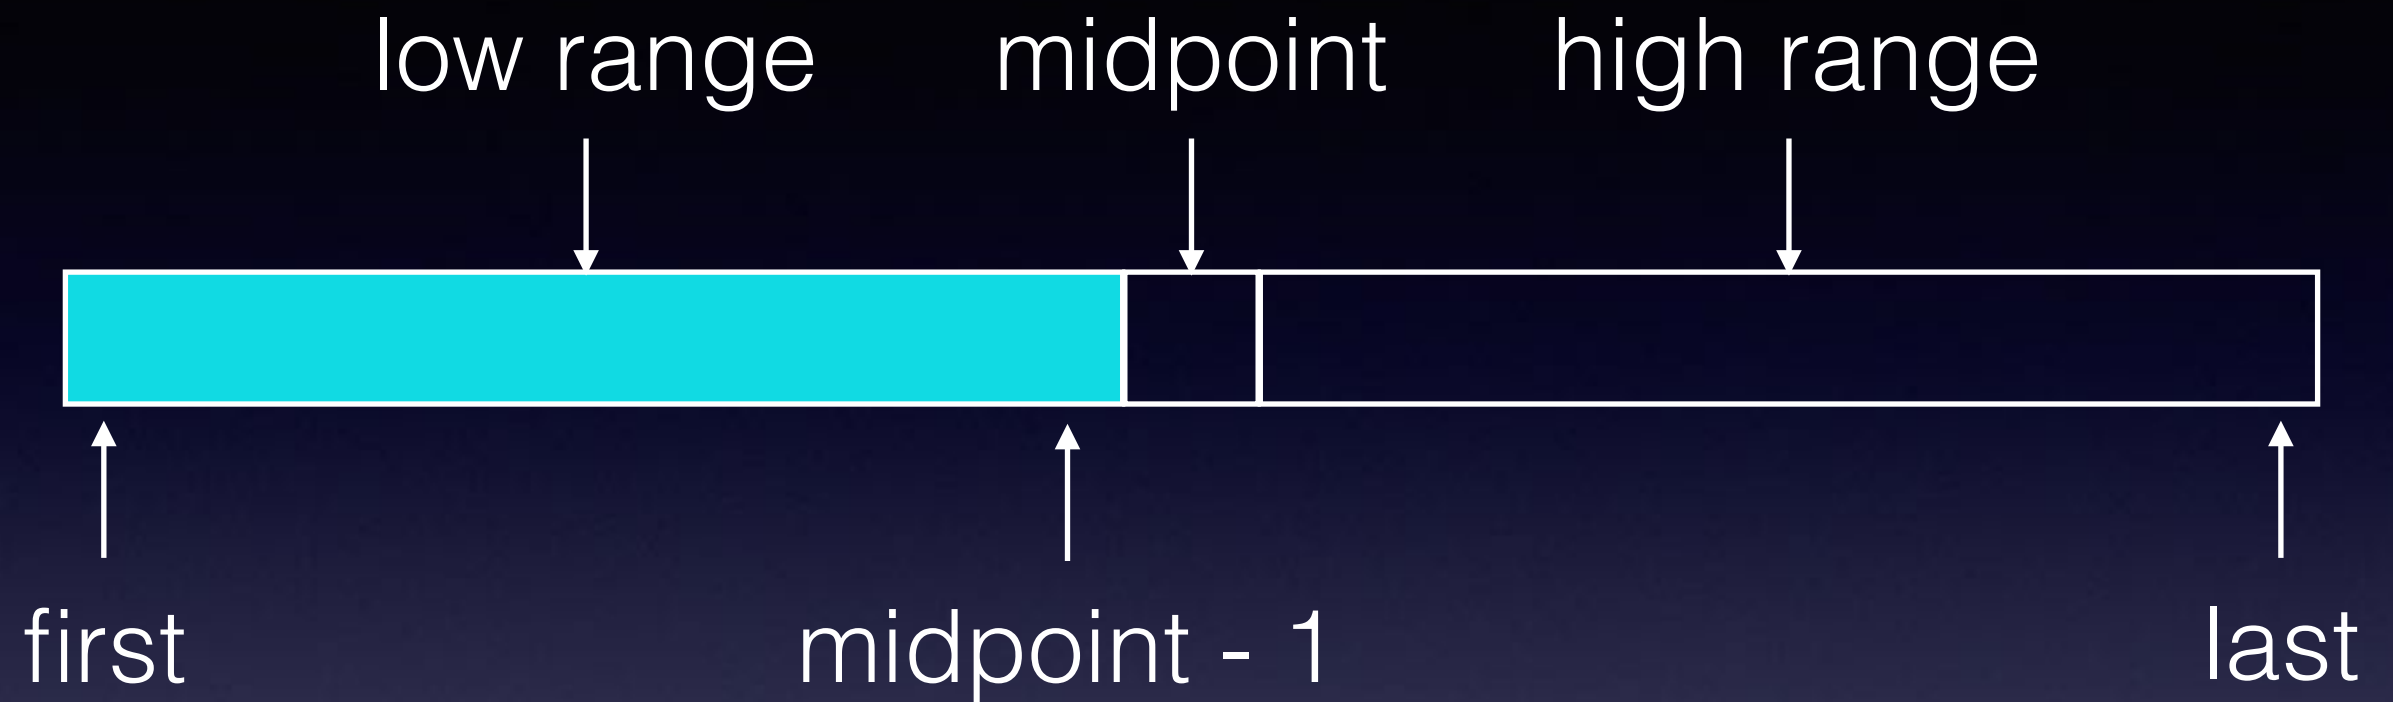 low range midpoint high range
first midpoint - 1 last